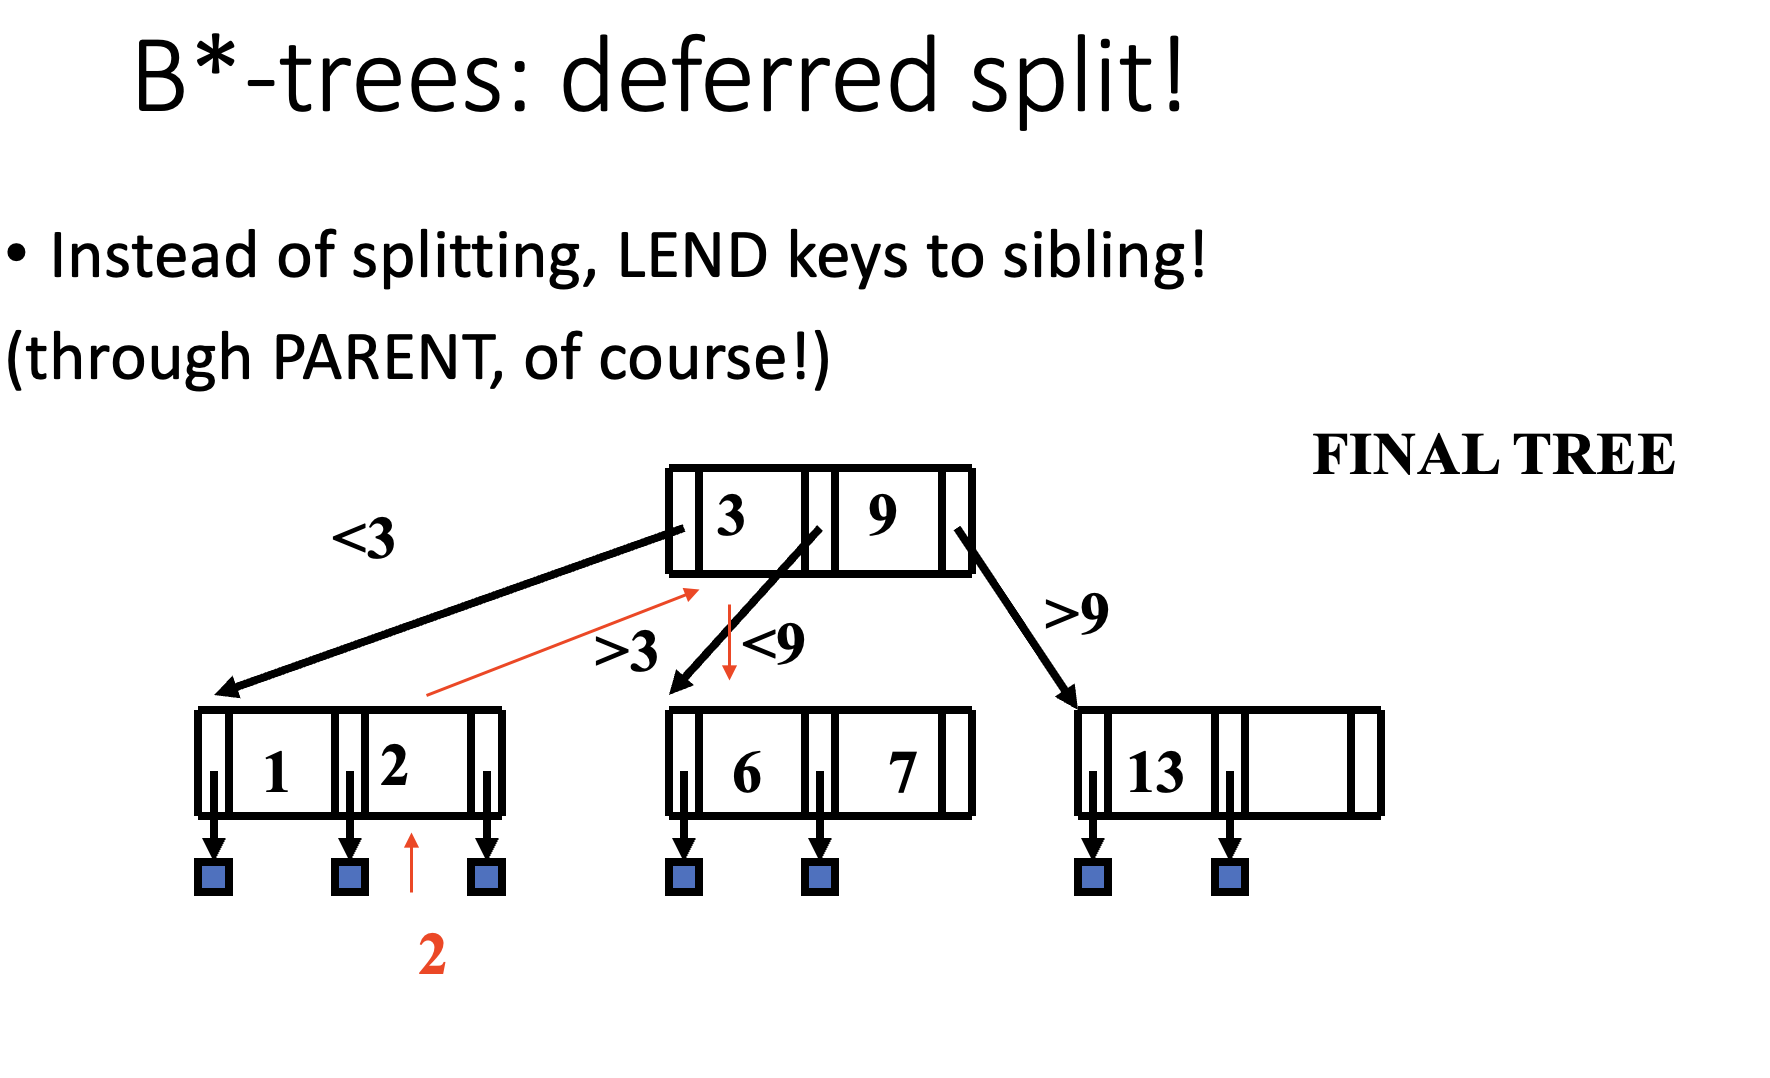 B*-trees: deferred split!
• Instead of splitting, LEND keys to sibling!
(through PARENT, of course!)
FINAL TREE
3 9
<3
>3 <9 >9
1 2 6 7 13
2